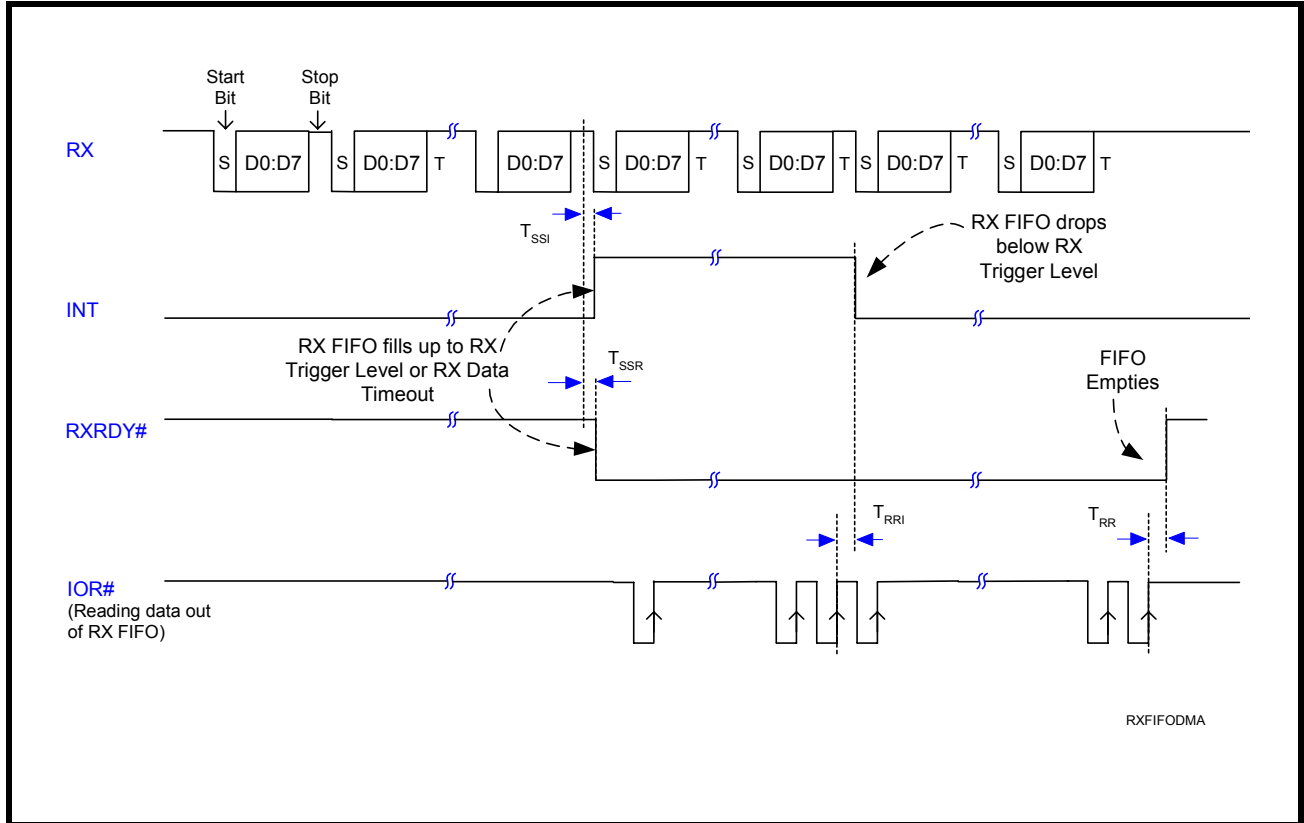 Start
Bit
Stop
Bit
RX
S D0:D7 S D0:D7 T D0:D7 S D0:D7 T S D0:D7 T S D0:D7 T S D0:D7 T
TSSI
RX FIFO drops
below RX
Trigger Level
INT
RX FIFO fills up to RX
Trigger Level or RX Data
Timeout
TSSR
FIFO
Empties
RXRDY#
TRRI
TRR
IOR#
(Reading data out
of RX FIFO)
RXFIFODMA